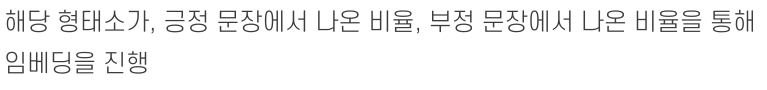 해당 형태소가, 긍정 문장에서 나온 비율, 부정 문장에서 나온 비율을 통해
임베딩을 진행